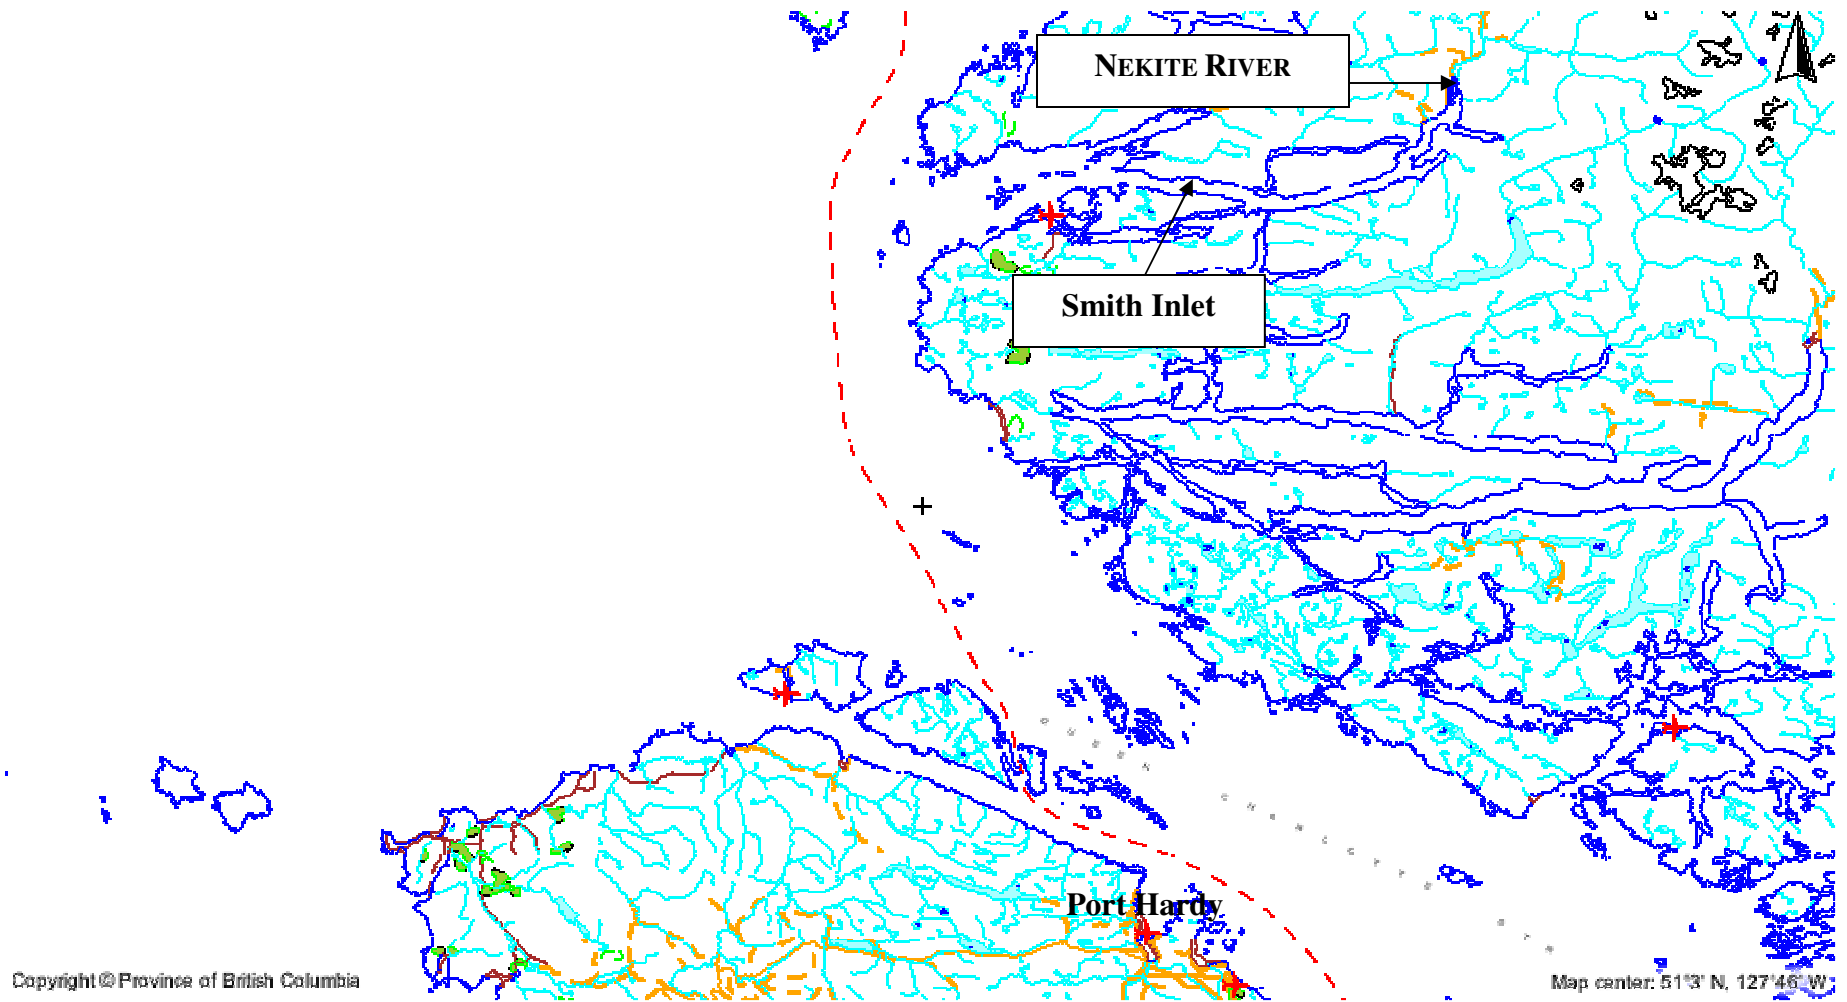 NEKITE RIVER
Smith Inlet
Port Hardy
Copyright © Province of British Columbia
Map center: 51°3' N, 127°46' W